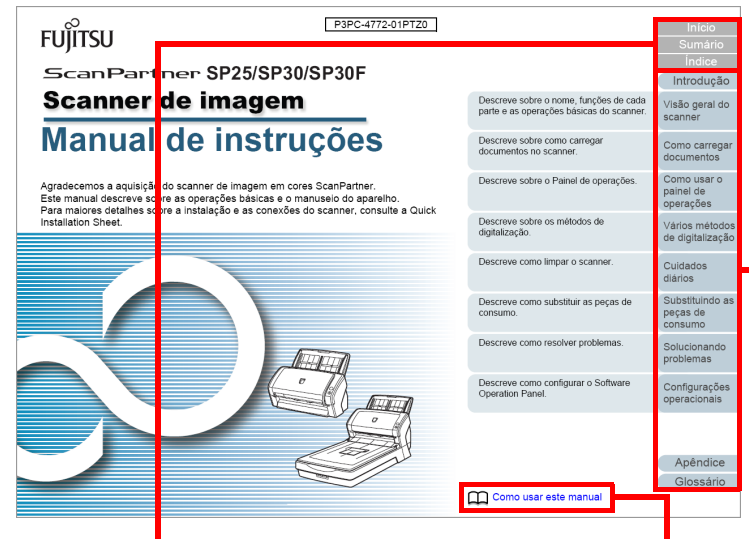 P3PC-4772-01PTZ0
FUJITSU
ScanPartner SP25/SP30/SP30F
Scanner de imagem
Manual de instruções
Agradecemos a aquisição do scanner de imagem em cores ScanPartner.
Este manual descreve sobre as operações básicas e o manuseio do aparelho.
Para maiores detalhes sobre a instalação e as conexões do scanner, consulte a Quick
Installation Sheet.
Início
Sumário
Índice
Introdução
Descreve sobre o nome, funções de cada
parte e as operações básicas do scanner.
Visão geral do
scanner
Descreve sobre como carregar
documentos no scanner.
Como carregar
documentos
Descreve sobre o Painel de operações.
Como usar o
painel de
operações
Descreve sobre os métodos de
digitalização.
Vários métodos
de digitalização
Descreve como limpar o scanner.
Cuidados
diários
Descreve como substituir as peças de
consumo.
Substituindo as
peças de
consumo
Descreve como resolver problemas.
Solucionando
problemas
Descreve como configurar o Software
Operation Panel.
Configurações
operacionais
Apêndice
Glossário
Como usar este manual